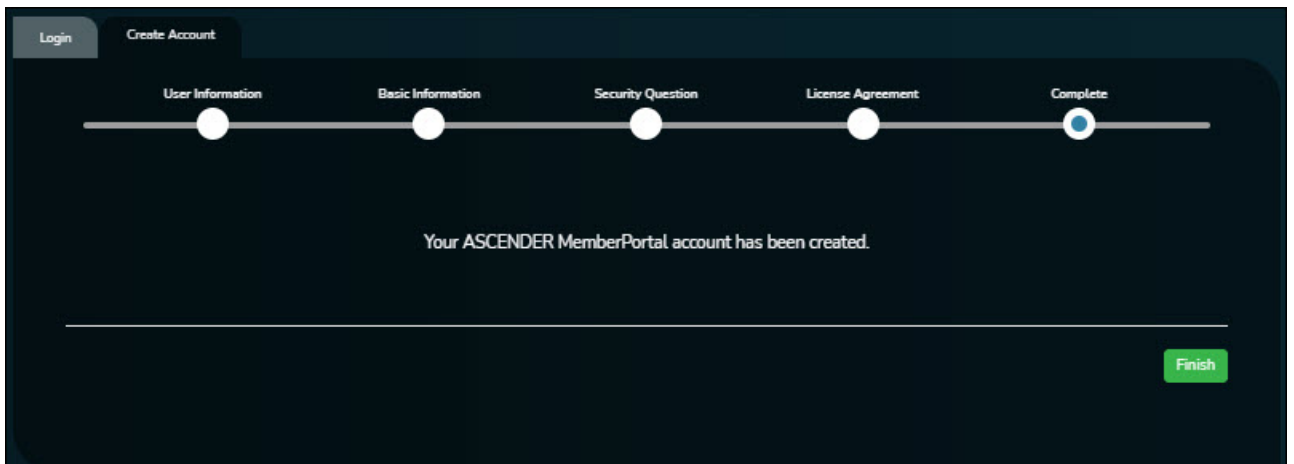 Login
Create Account
User Information
Basic Information
Security Question
License Agreement
Complete
Your ASCENDER MemberPortal account has been created.
Finish